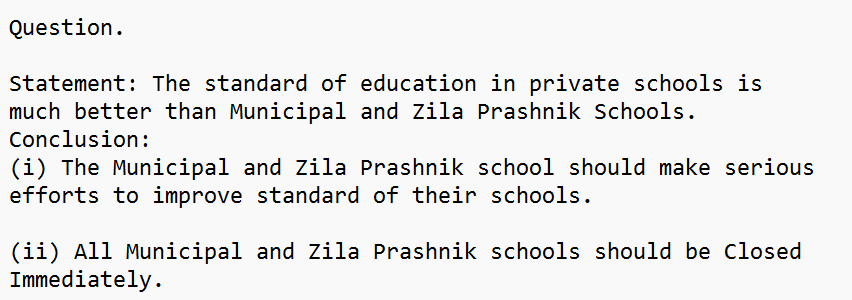 Question.
Statement: The standard of education in private schools is
much better than Municipal and Zila Prashnik Schools.
Conclusion:
(i) The Municipal and Zila Prashnik school should make serious
efforts to improve standard of their schools.
(ii) All Municipal and Zila Prashnik schools should be Closed
Immediately.